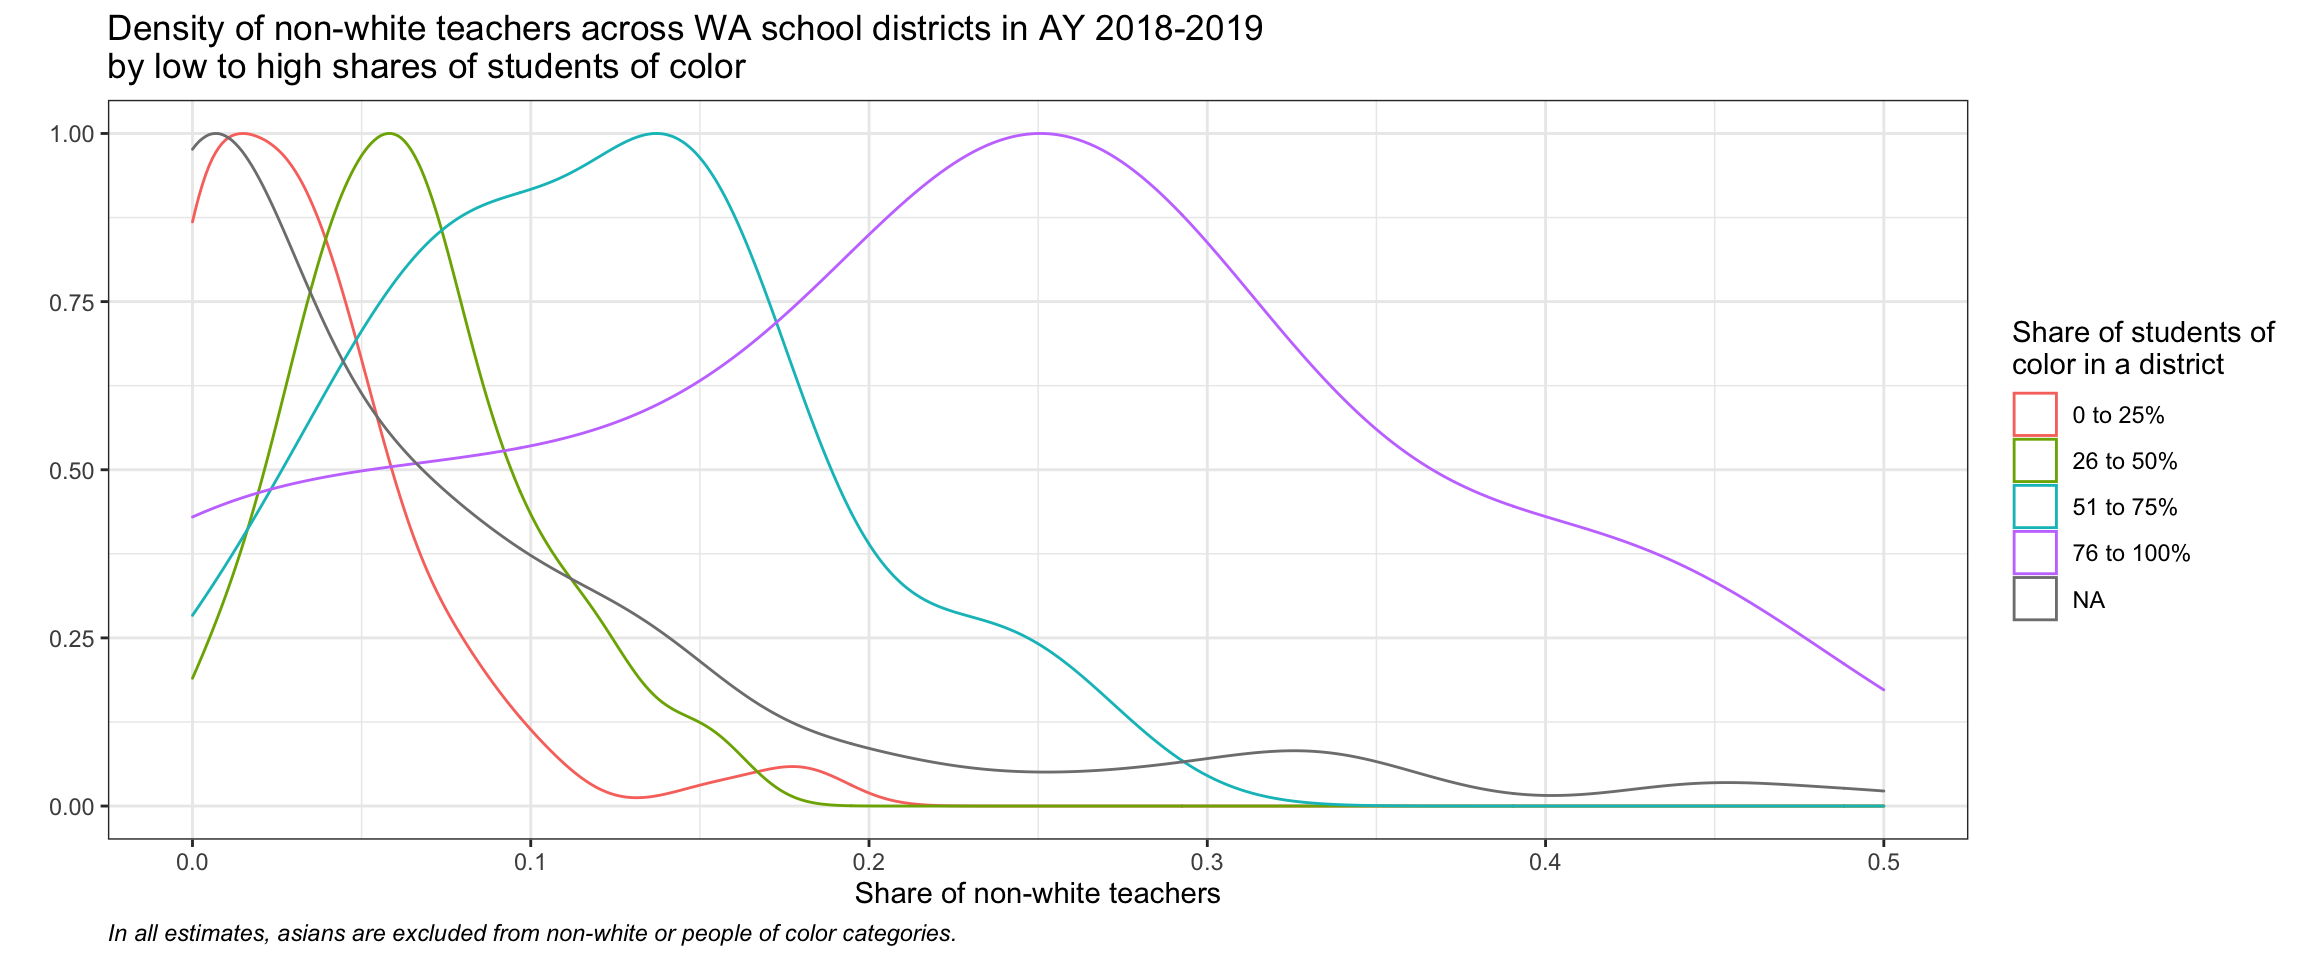 Density of non-white teachers across WA school districts in AY 2018-2019
by low to high shares of students of color
1.00
0.75
0.50
0.25
0.00
0.0
0.1
0.2
0.3
0.4
0.5
Share of non-white teachers
In all estimates, asians are excluded from non-white or people of color categories.
Share of students of
color in a district
0 to 25%
26 to 50%
51 to 75%
76 to 100%
NA